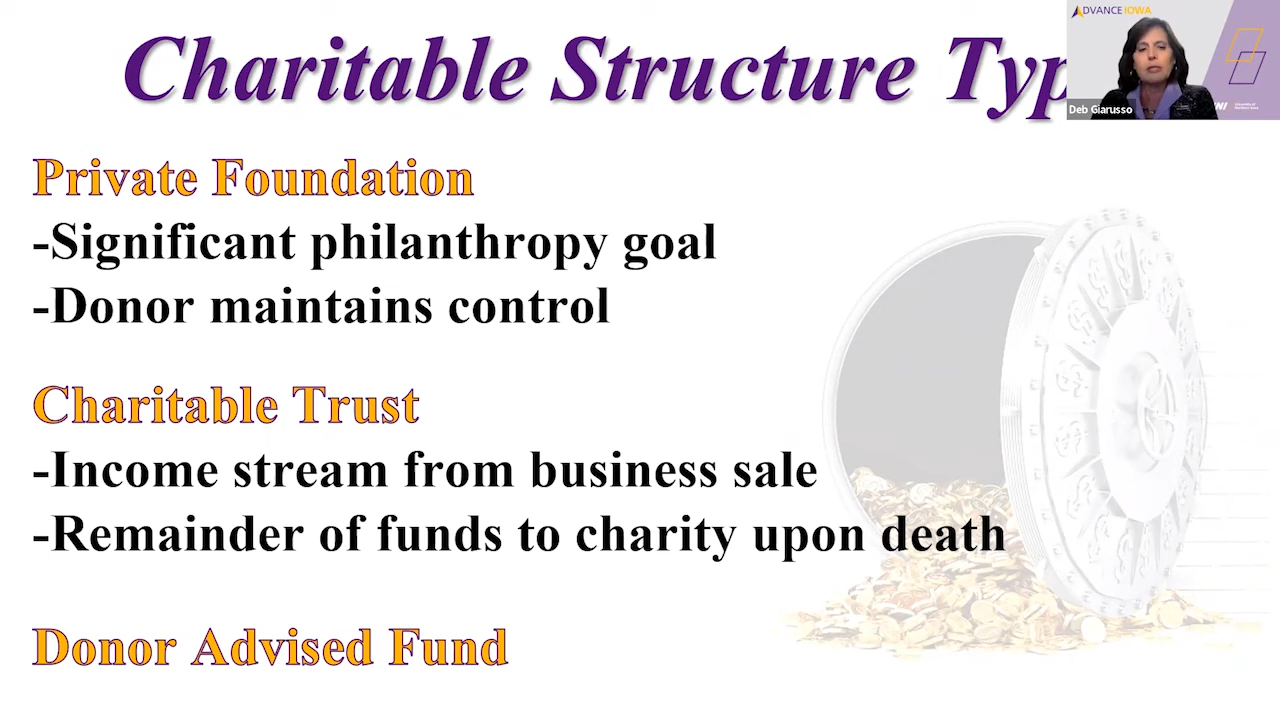 Charitable Structure Typ
ADVANCE IOWA
Deb Giarusso
Private Foundation
-Significant philanthropy goal
-Donor maintains control
Charitable Trust
-Income stream from business sale
-Remainder of funds to charity upon death
Donor Advised Fund